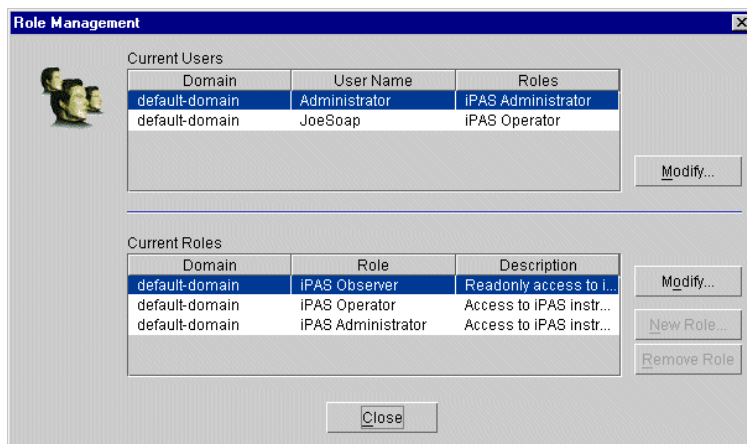 Role Management
Current Users
Domain User Name Roles
default-domain Administrator iPAS Administrator
default-domain JoeSoap iPAS Operator
Modify...
Current Roles
Domain Role Description
default-domain iPAS Observer Readonly access to i...
default-domain iPAS Operator Access to iPAS instr...
default-domain iPAS Administrator Access to iPAS instr...
Modify...
New Role...
Remove Role
Close